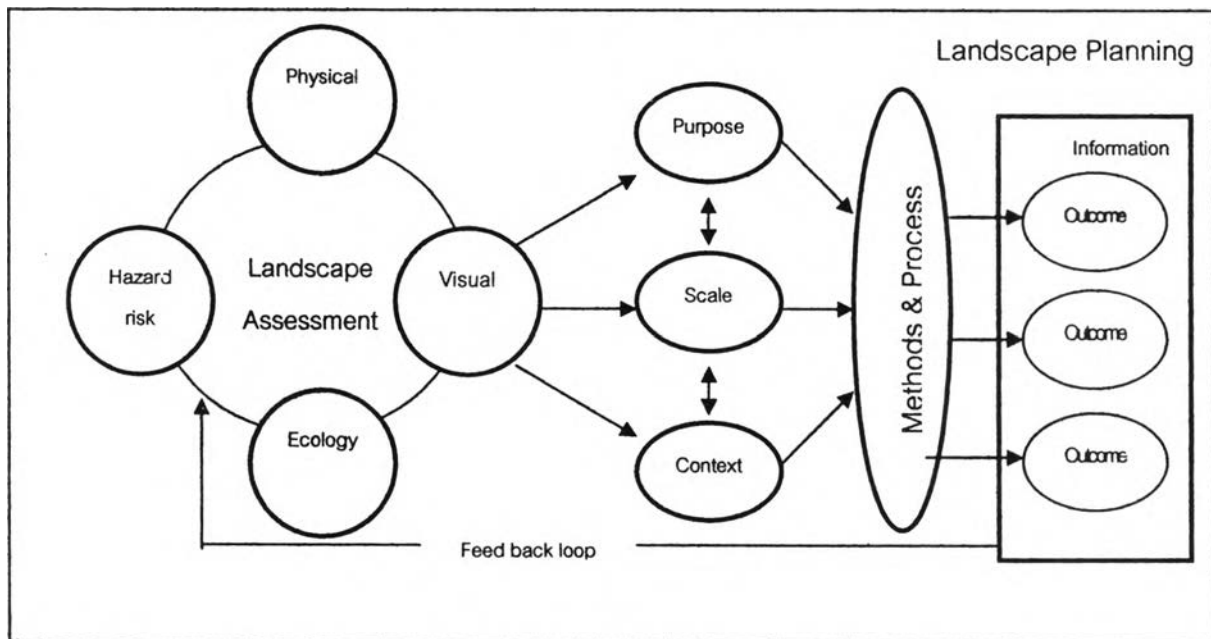 Landscape Planning
Physical
Hazard
risk
Landscape
Assessment
Visual
Ecology
Purpose
Scale
Context
Methods & Process
Information
Outcome
Outcome
Outcome
Feed back loop